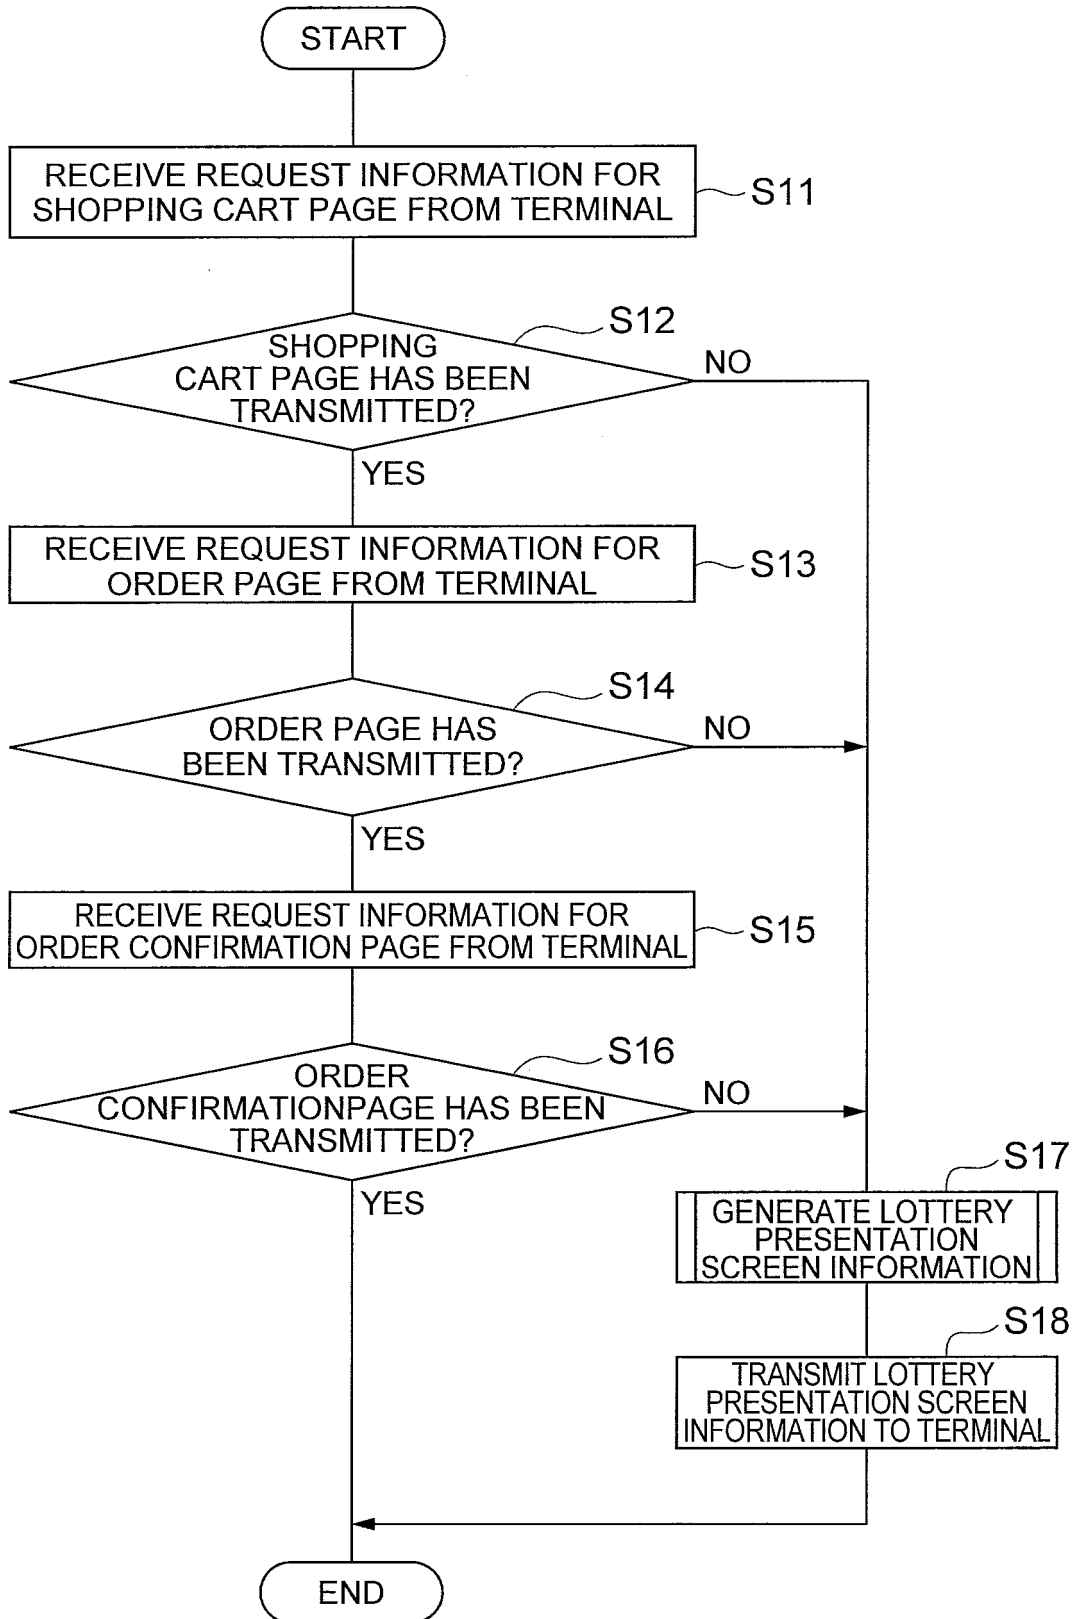 START
RECEIVE REQUEST INFORMATION FOR
SHOPPING CART PAGE FROM TERMINAL
S11
S12
SHOPPING
CART PAGE HAS BEEN
TRANSMITTED?
NO
YES
RECEIVE REQUEST INFORMATION FOR
ORDER PAGE FROM TERMINAL
S13
S14
ORDER PAGE HAS
BEEN TRANSMITTED?
NO
YES
RECEIVE REQUEST INFORMATION FOR
ORDER CONFIRMATION PAGE FROM TERMINAL
S15
S16
ORDER
CONFIRMATIONPAGE HAS BEEN
TRANSMITTED?
NO
YES
S17
GENERATE LOTTERY
PRESENTATION
SCREEN INFORMATION
S18
TRANSMIT LOTTERY
PRESENTATION SCREEN
INFORMATION TO TERMINAL
END